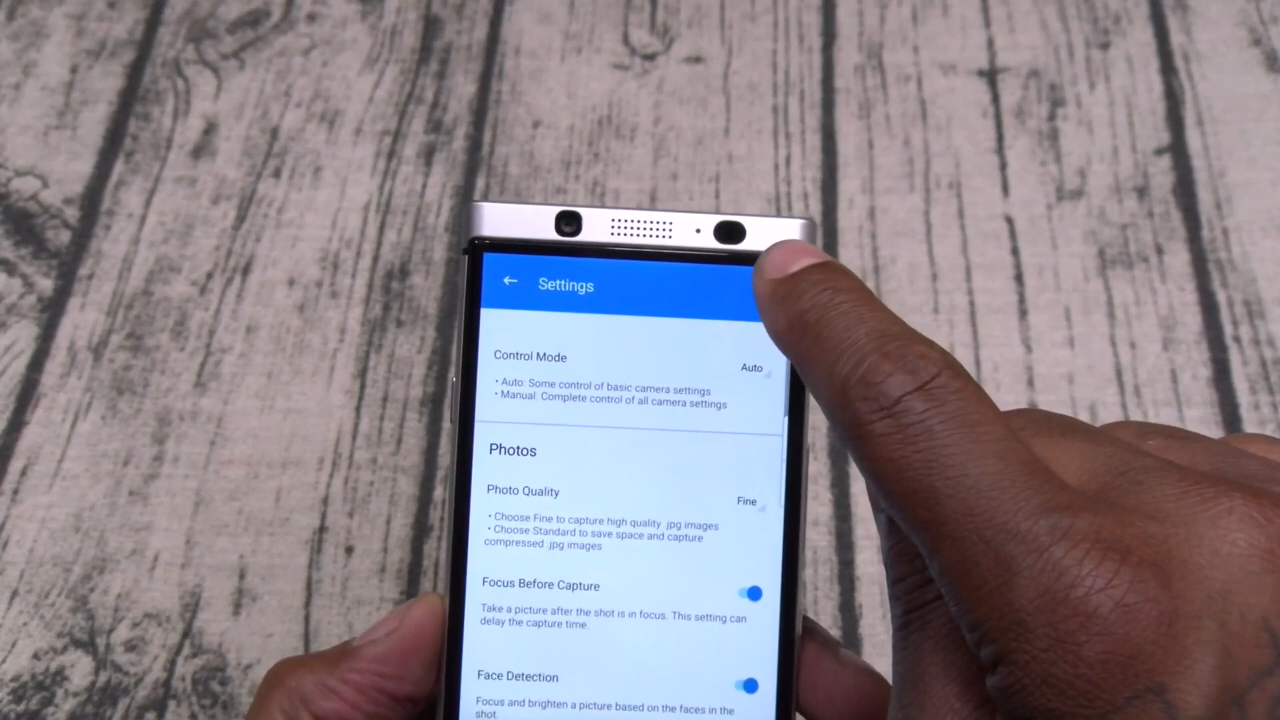 ← Settings
Control Mode
Auto
• Auto: Some control of basic camera settings
• Manual: Complete control of all camera settings
Photos
Photo Quality
Fine
• Choose Fine to capture high quality .jpg images
• Choose Standard to save space and capture
compressed .jpg images
Focus Before Capture
Take a picture after the shot is in focus. This setting can
delay the capture time.
Face Detection
Focus and brighten a picture based on the faces in the
shot.